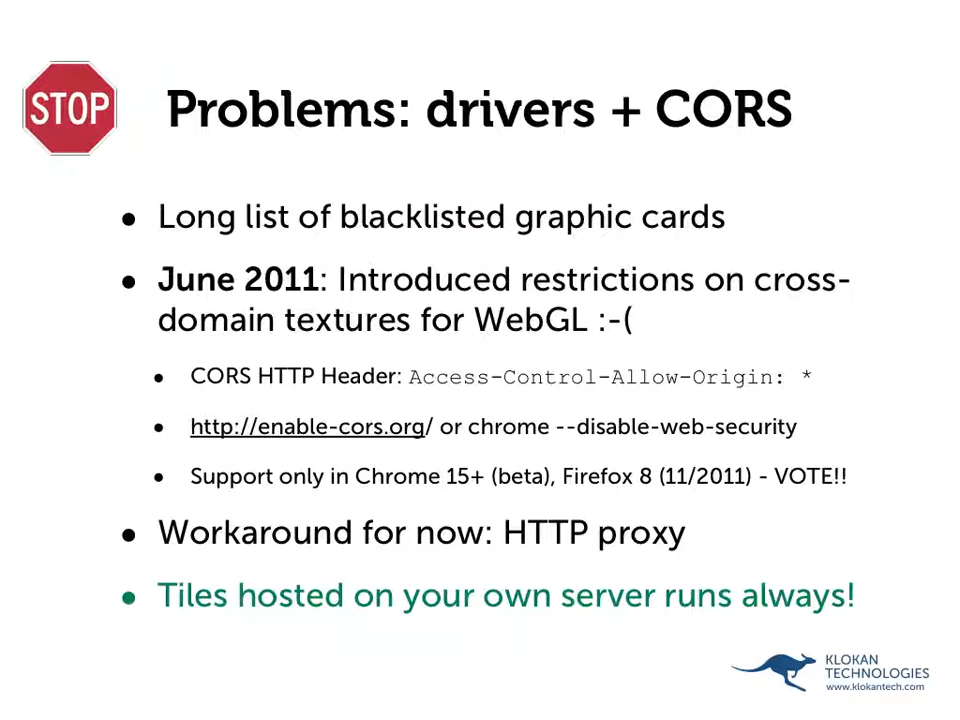 STOP
Problems: drivers + CORS
• Long list of blacklisted graphic cards
• June 2011: Introduced restrictions on cross-
domain textures for WebGL :-(
• CORS HTTP Header: Access-Control-Allow-Origin: *
• http://enable-cors.org/ or chrome --disable-web-security
• Support only in Chrome 15+ (beta), Firefox 8 (11/2011) - VOTE!!
• Workaround for now: HTTP proxy
• Tiles hosted on your own server runs always!
KLOKAN
TECHNOLOGIES
www.klokantech.com